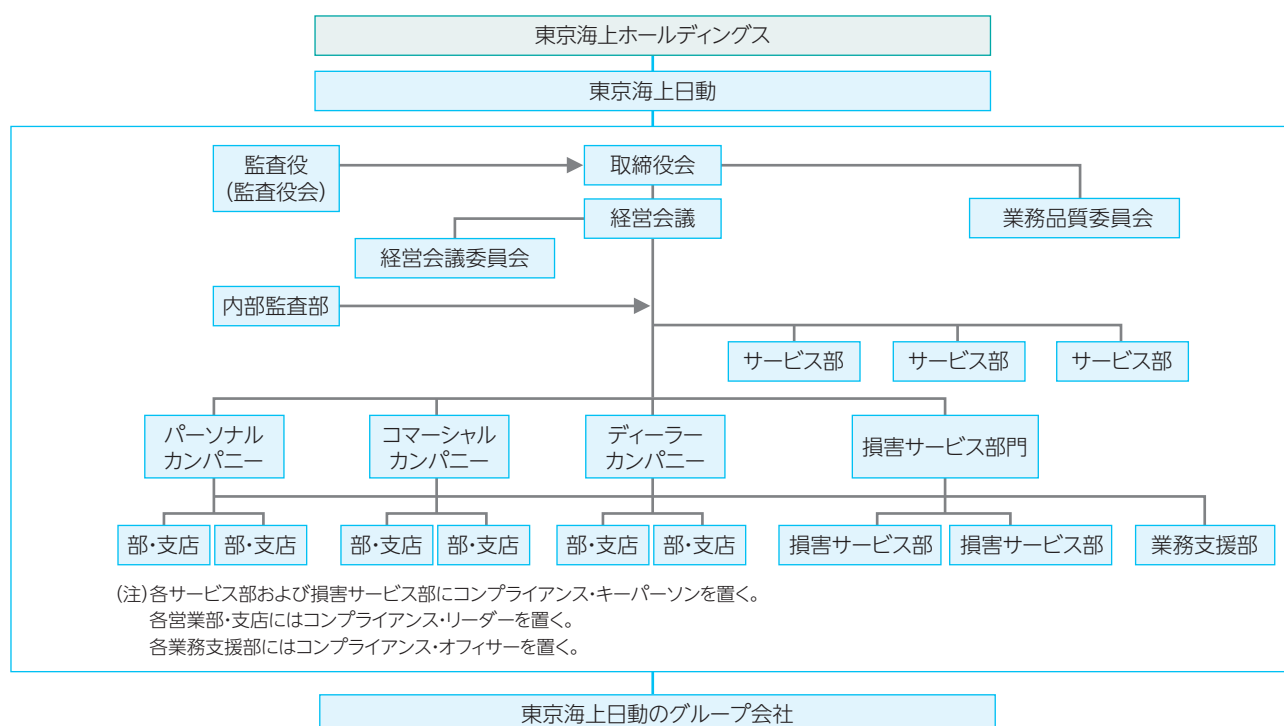 東京海上ホールディングス
東京海上日動
監査役
(監査役会)
取締役会
経営会議
業務品質委員会
経営会議委員会
内部監査部
サービス部
サービス部
サービス部
パーソナル
カンパニー
コマーシャル
カンパニー
ディーラー
カンパニー
損害サービス部門
部・支店
部・支店
部・支店
部・支店
部・支店
部・支店
損害サービス部
損害サービス部
業務支援部
(注)各サービス部および損害サービス部にコンプライアンス・キーパーソンを置く。
各営業部・支店にはコンプライアンス・リーダーを置く。
各業務支援部にはコンプライアンス・オフィサーを置く。
東京海上日動のグループ会社